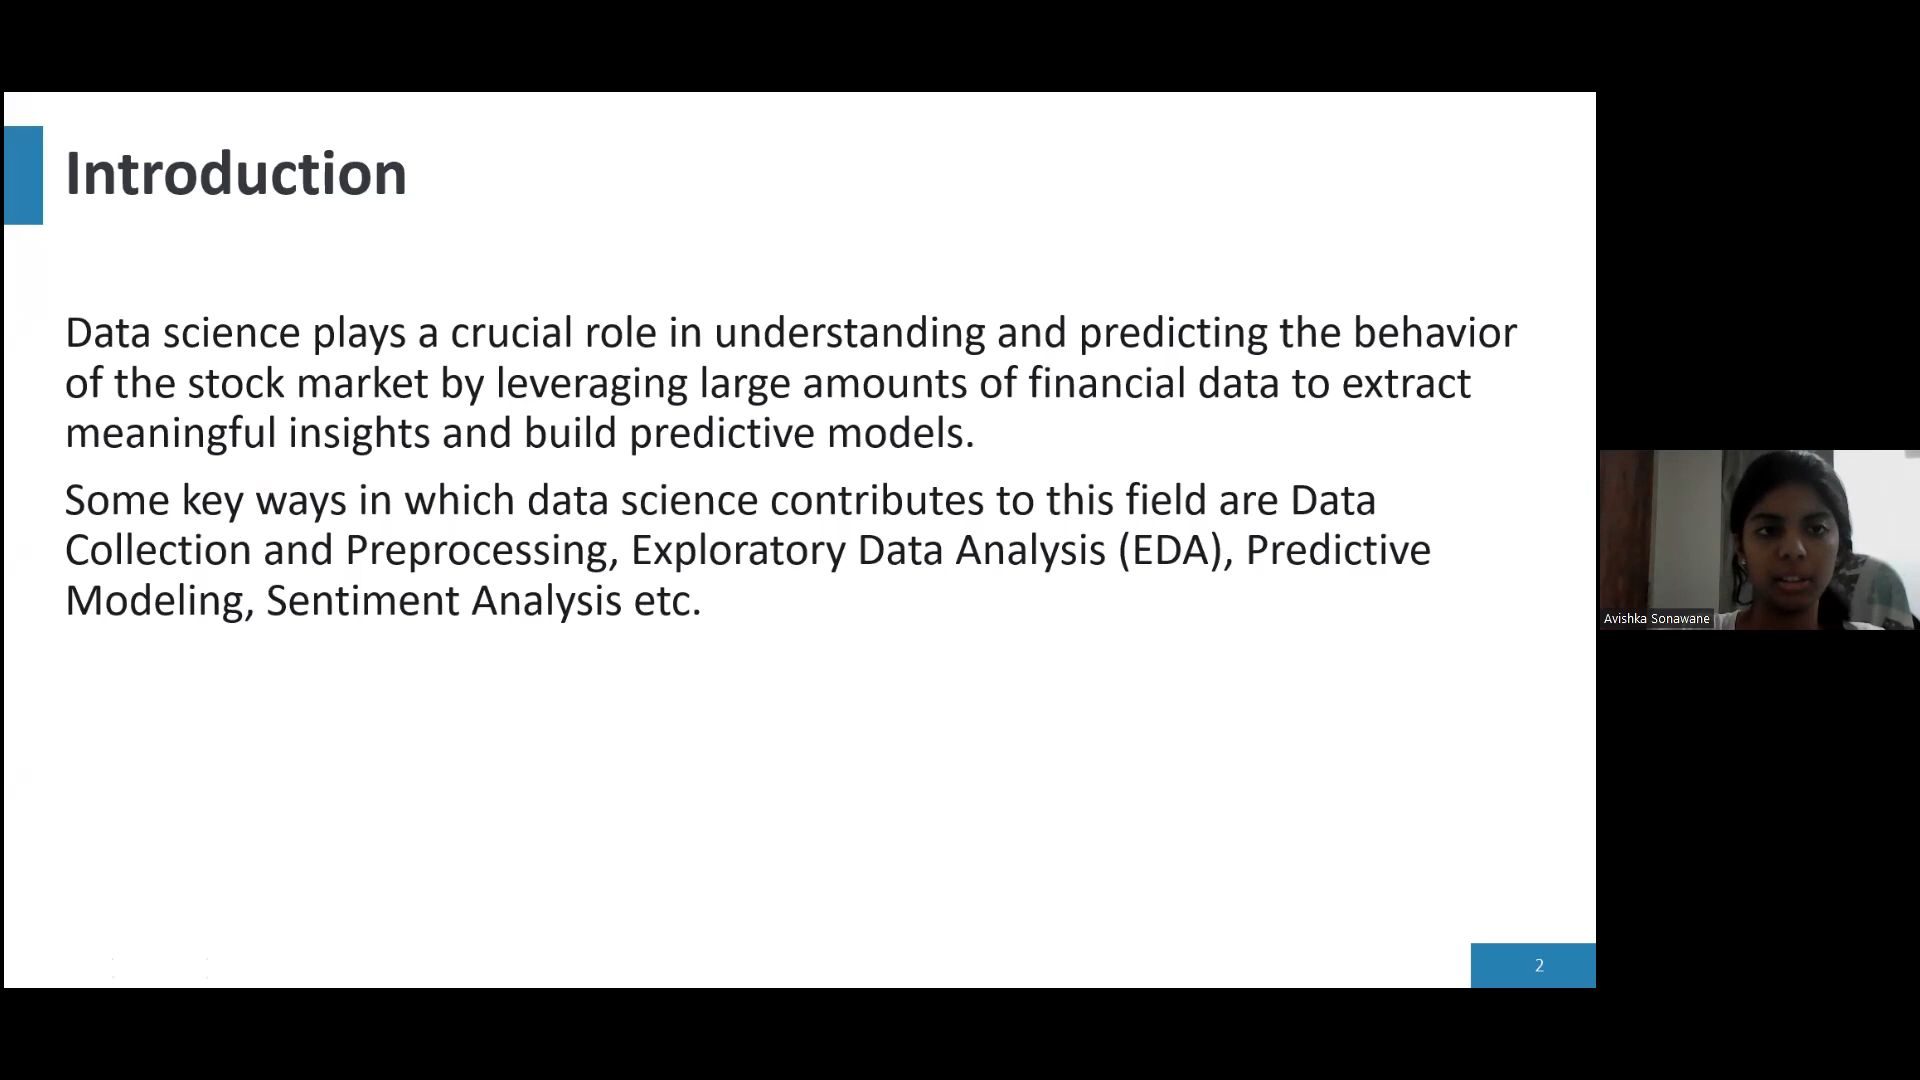 Introduction
Data science plays a crucial role in understanding and predicting the behavior
of the stock market by leveraging large amounts of financial data to extract
meaningful insights and build predictive models.
Some key ways in which data science contributes to this field are Data
Collection and Preprocessing, Exploratory Data Analysis (EDA), Predictive
Modeling, Sentiment Analysis etc.
Avishka Sonawane
2